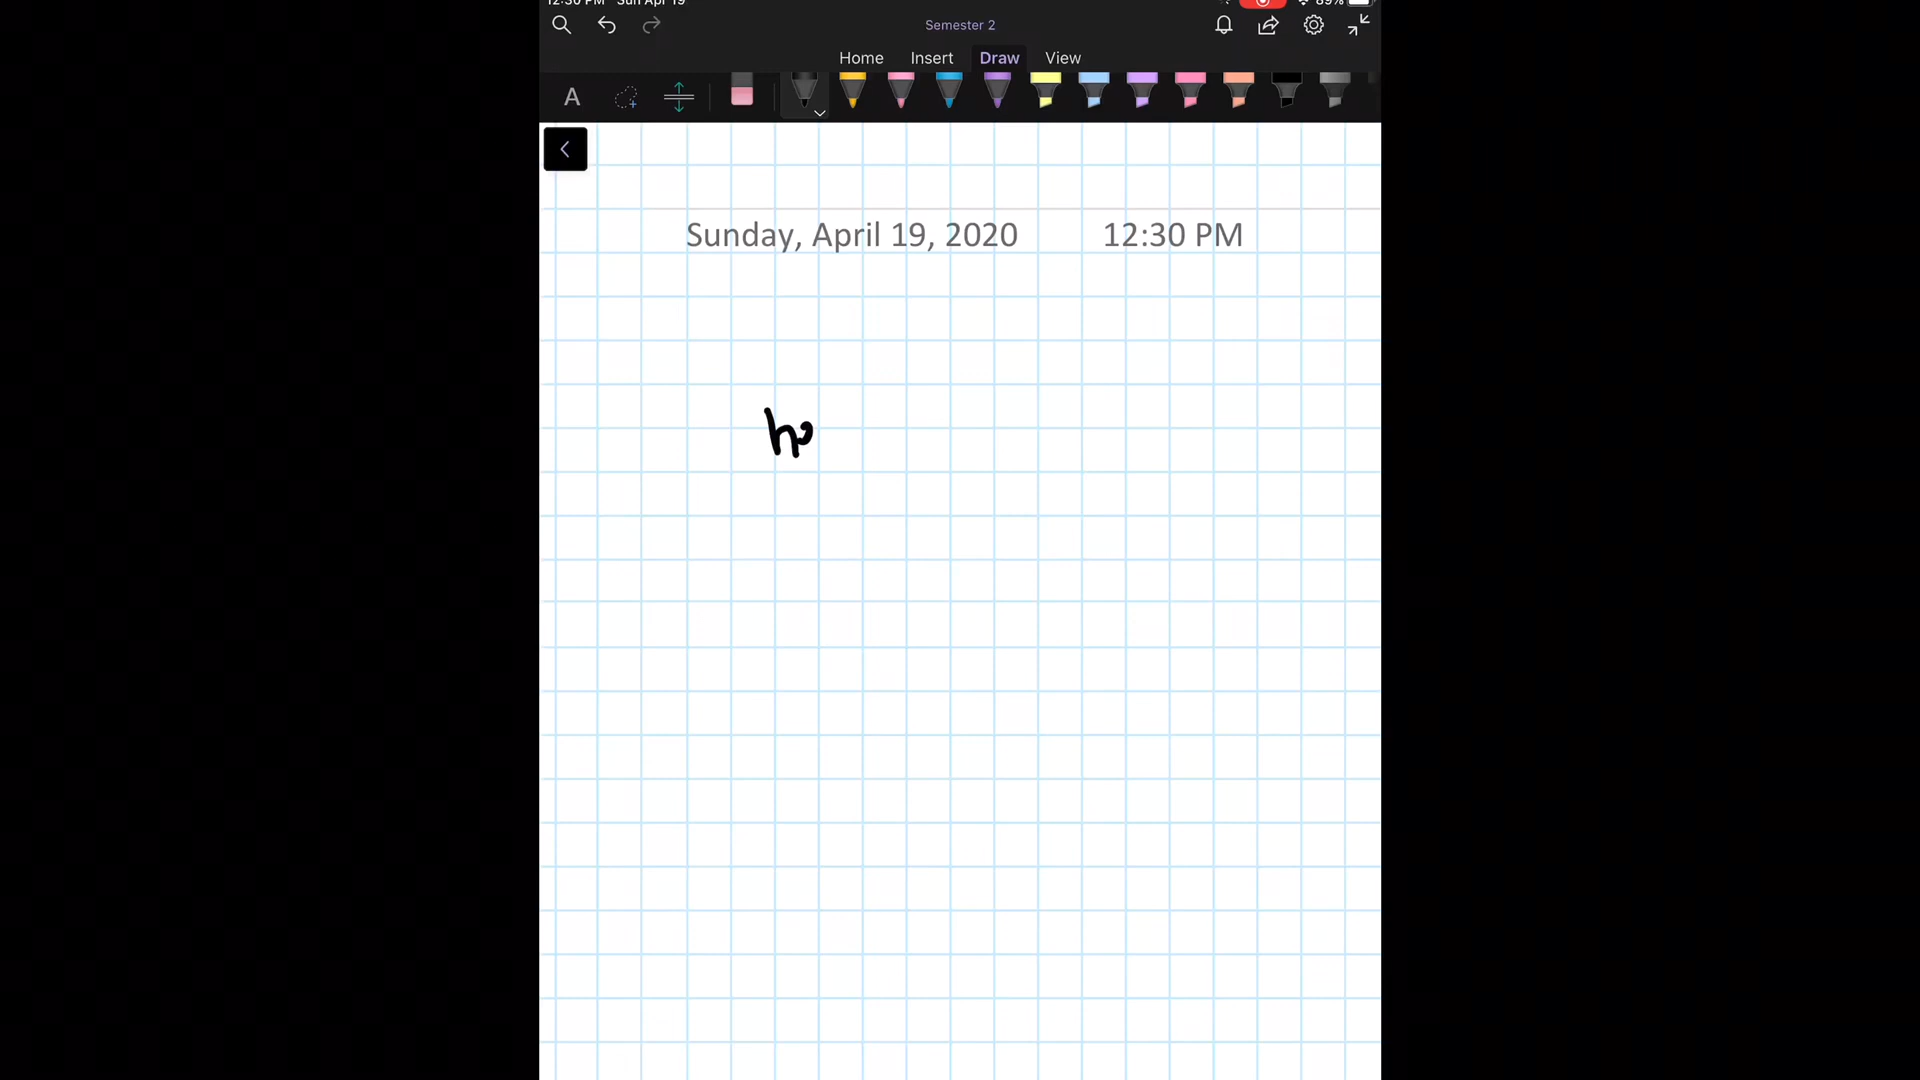 Semester 2
Home Insert Draw View
A
Sunday, April 19, 2020 12:30 PM